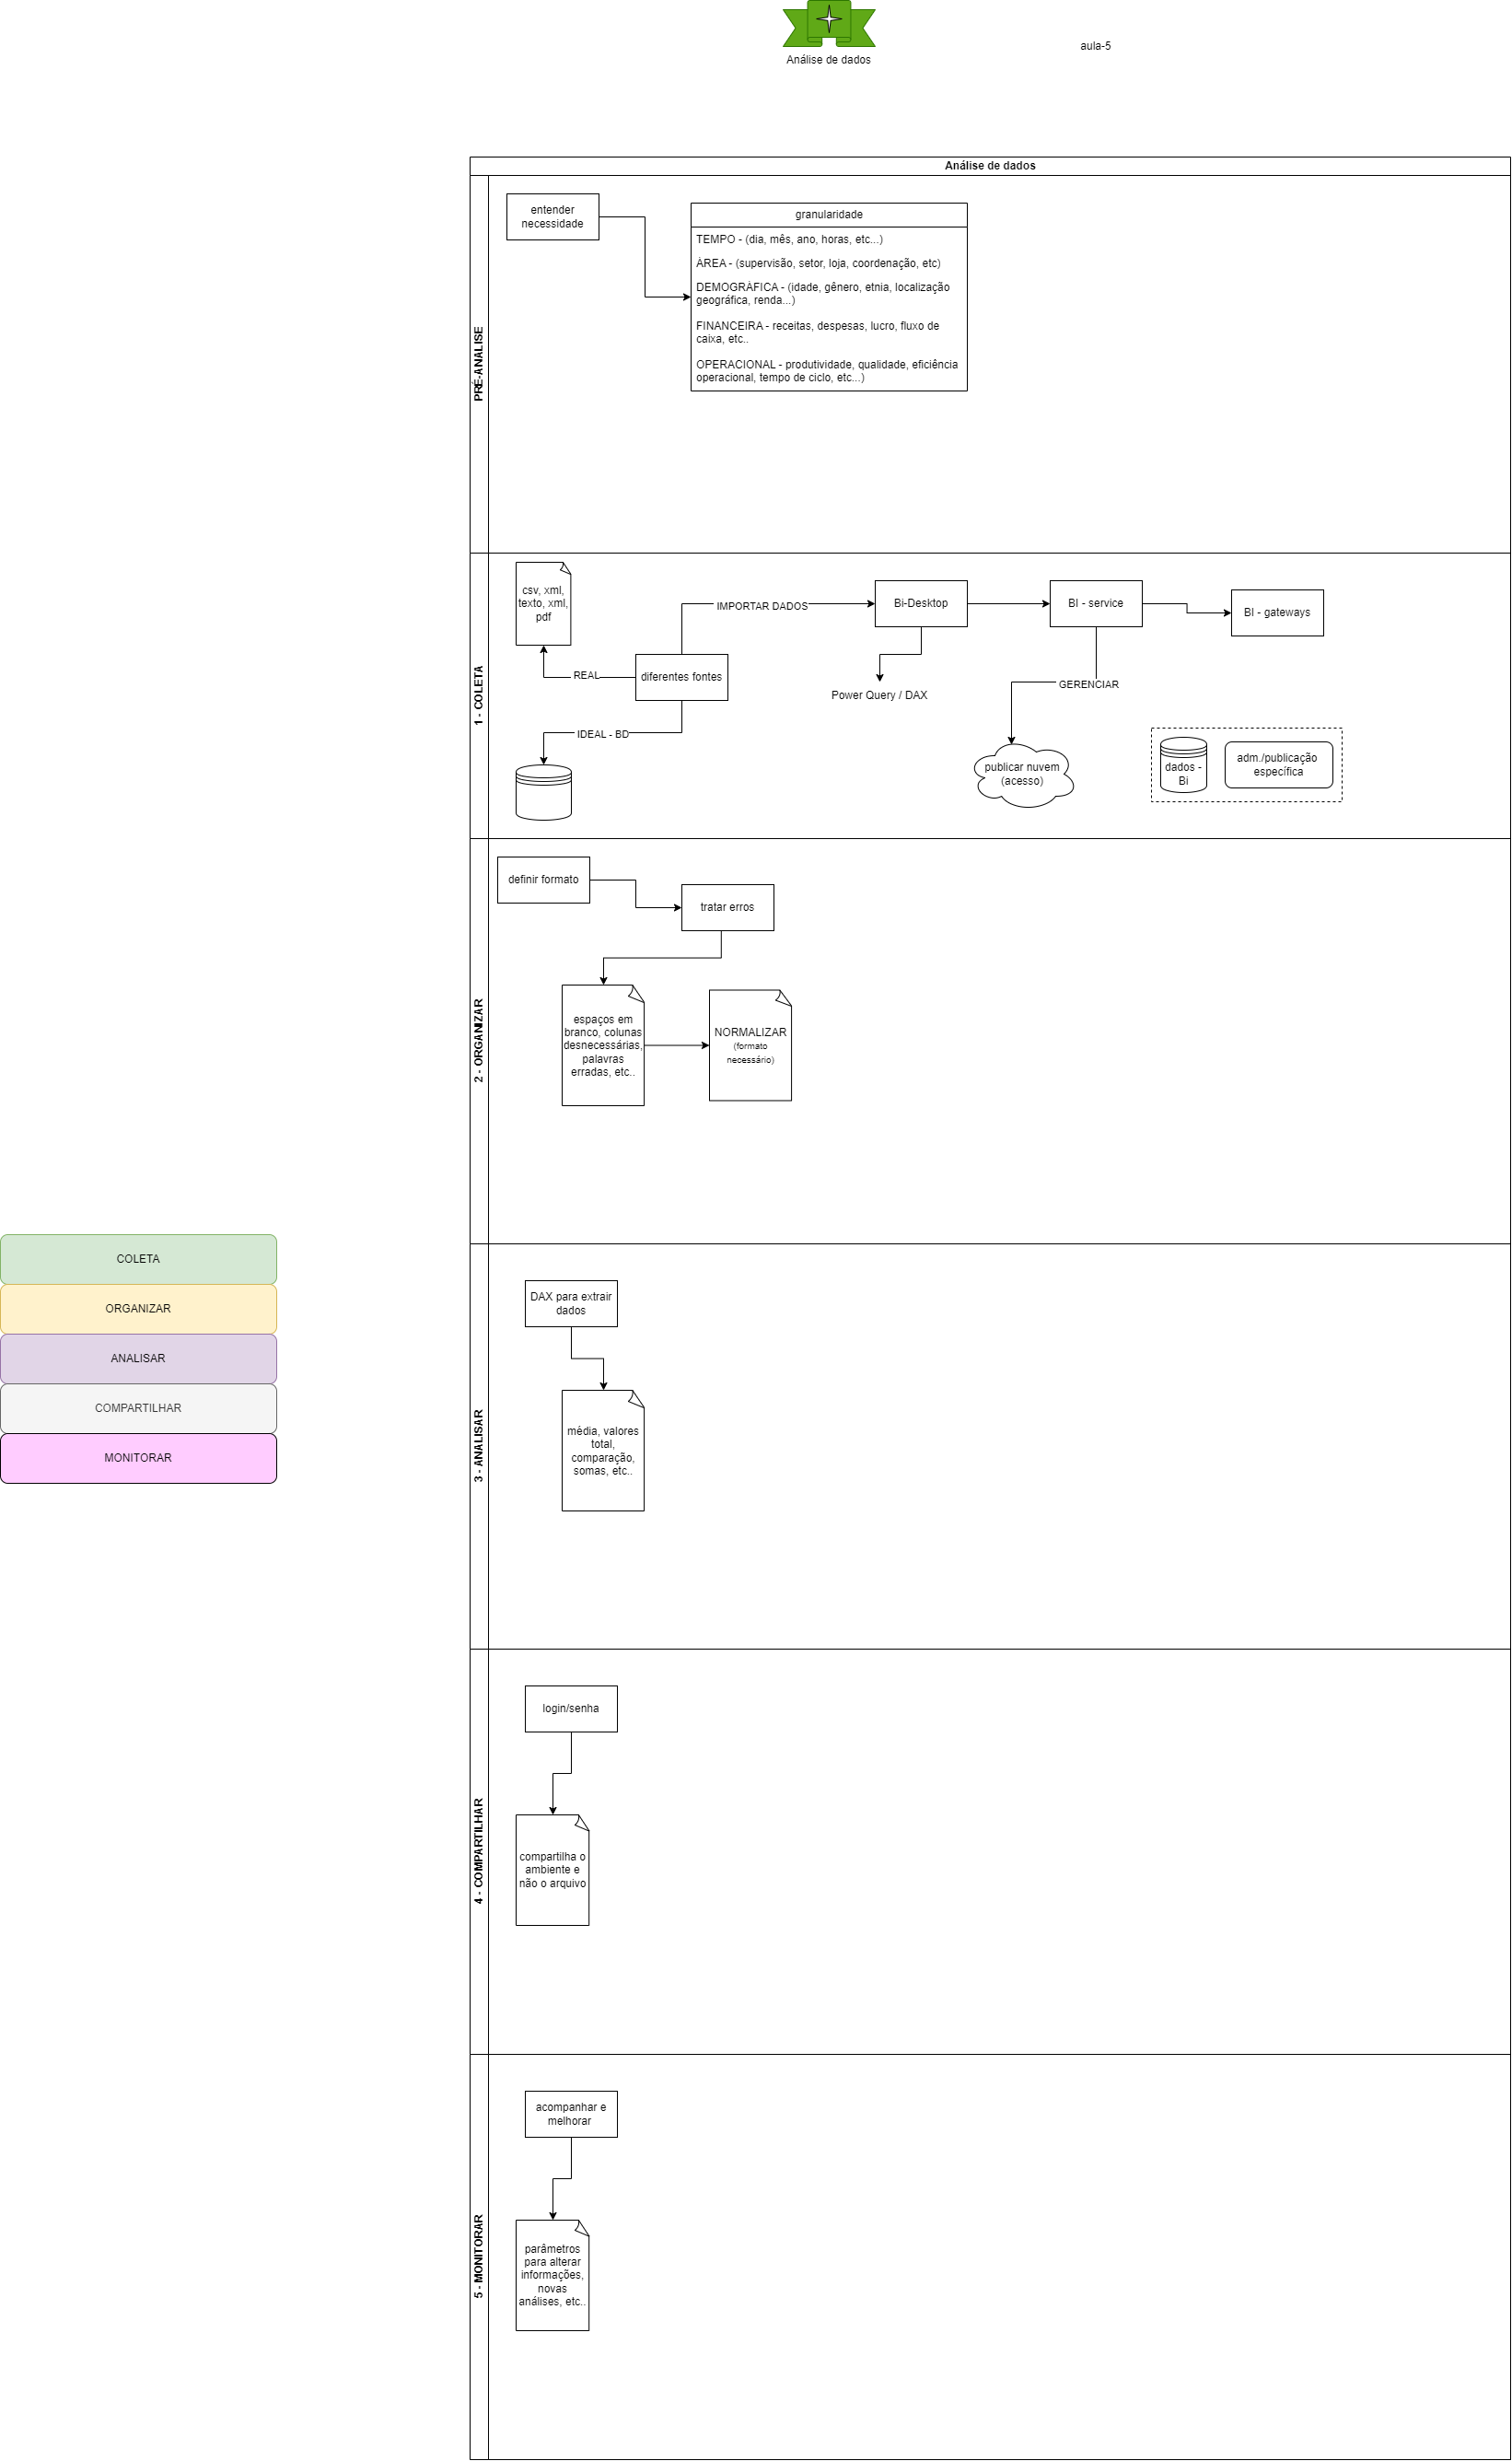 Análise de dados
aula-5
Análise de dados
PRÉ-ANALISE
entender
necessidade
granularidade
TEMPO - (dia, mês, ano, horas, etc...)
ÁREA - (supervisão, setor, loja, coordenação, etc)
DEMOGRÁFICA - (idade, gênero, etnia, localização
geográfica, renda...)
FINANCEIRA - receitas, despesas, lucro, fluxo de
caixa, etc..
OPERACIONAL - produtividade, qualidade, eficiência
operacional, tempo de ciclo, etc...)
1 - COLETA
csv, xml,
texto, xml,
pdf
REAL
diferentes fontes
IDEAL - BD
IMPORTAR DADOS
Bi-Desktop
Power Query / DAX
BI - service
BI - gateways
GERENCIAR
publicar nuvem
(acesso)
dados -
Bi
adm./publicação
específica
2 - ORGANIZAR
definir formato
tratar erros
espaços em
branco, colunas
desnecessárias,
palavras
erradas, etc..
NORMALIZAR
(formato
necessário)
COLETA
ORGANIZAR
ANALISAR
COMPARTILHAR
MONITORAR
3 - ANALISAR
DAX para extrair
dados
média, valores
total,
comparação,
somas, etc..
4 - COMPARTILHAR
login/senha
compartilha o
ambiente e
não o arquivo
5 - MONITORAR
acompanhar e
melhorar
parâmetros
para alterar
informações,
novas
análises, etc..